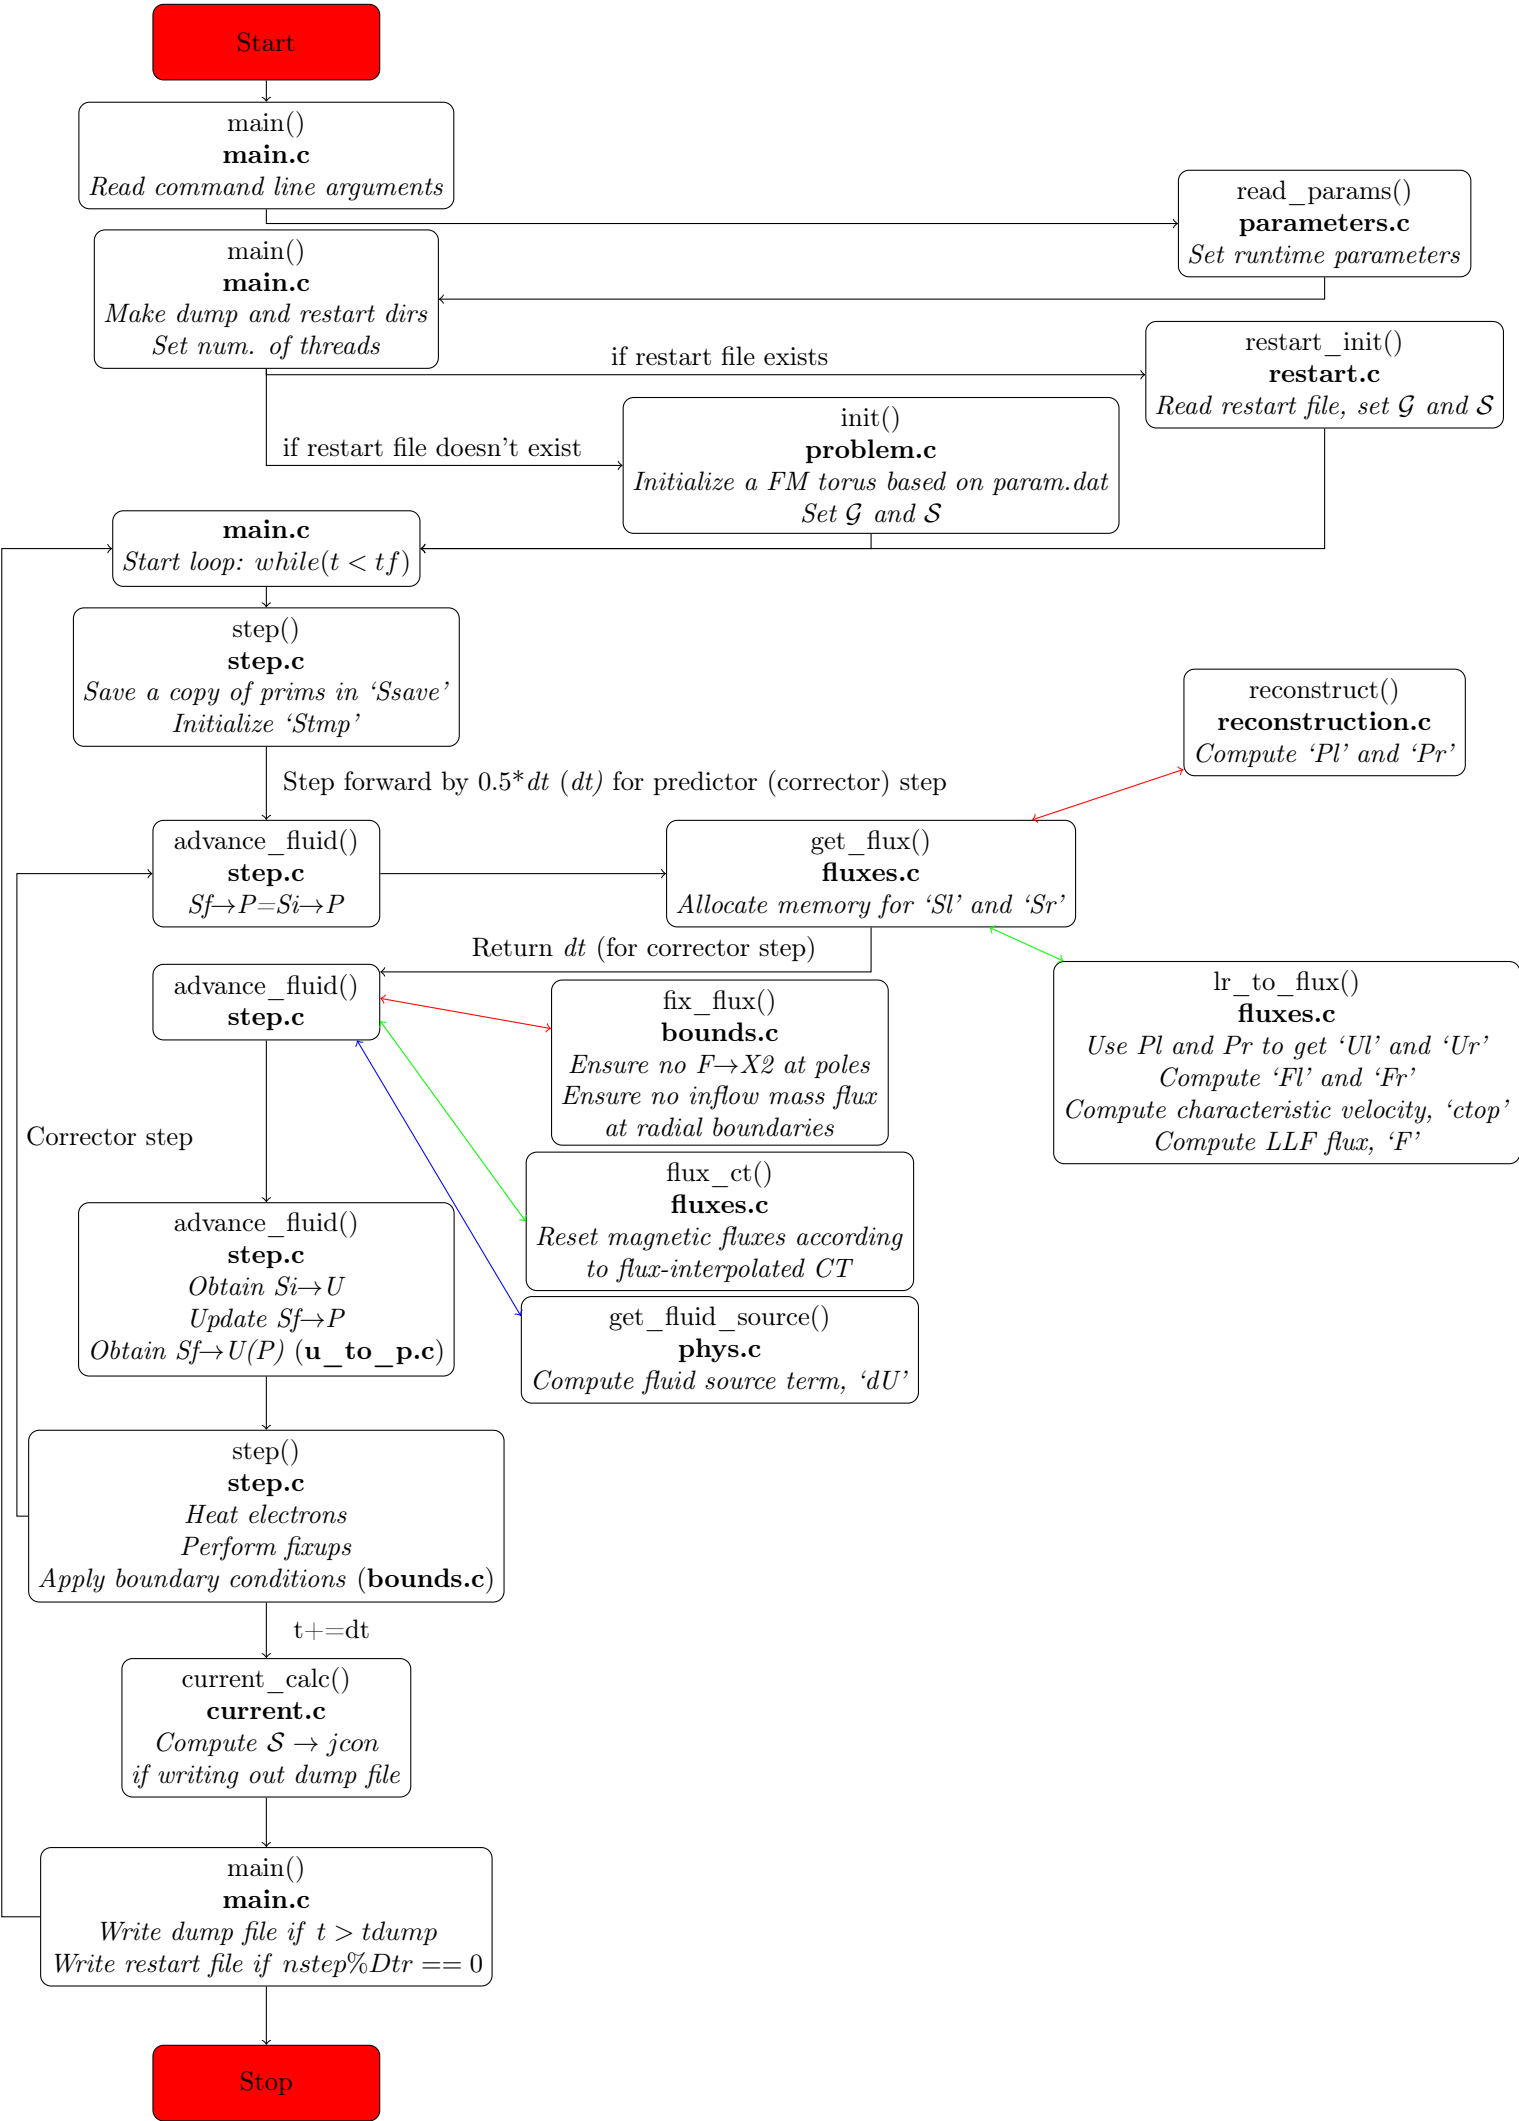 Start
main()
main.c
Read command line arguments
read_params()
parameters.c
Set runtime parameters
main()
main.c
Make dump and restart dirs
Set num. of threads
if restart file exists
restart_init()
restart.c
Read restart file, set 𝒢 and 𝒮
if restart file doesn't exist
init()
problem.c
Initialize a FM torus based on param.dat
Set 𝒢 and 𝒮
main.c
Start loop: while(t < tf)
step()
step.c
Save a copy of prims in ‘Ssave’
Initialize ‘Stmp’
Step forward by 0.5*dt (dt) for predictor (corrector) step
reconstruct()
reconstruction.c
Compute ‘Pl’ and ‘Pr’
advance_fluid()
step.c
Sf→P=Si→P
get_flux()
fluxes.c
Allocate memory for ‘Sl’ and ‘Sr’
Return dt (for corrector step)
advance_fluid()
step.c
fix_flux()
bounds.c
Ensure no F→X2 at poles
Ensure no inflow mass flux
at radial boundaries
lr_to_flux()
fluxes.c
Use Pl and Pr to get ‘Ul’ and ‘Ur’
Compute ‘Fl’ and ‘Fr’
Compute characteristic velocity, ‘ctop’
Compute LLF flux, ‘F’
Corrector step
flux_ct()
fluxes.c
Reset magnetic fluxes according
to flux-interpolated CT
advance_fluid()
step.c
Obtain Si→U
Update Sf→P
Obtain Sf→U(P) (u_to_p.c)
get_fluid_source()
phys.c
Compute fluid source term, ‘dU’
step()
step.c
Heat electrons
Perform fixups
Apply boundary conditions (bounds.c)
t+=dt
current_calc()
current.c
Compute 𝒮 → jcon
if writing out dump file
main()
main.c
Write dump file if t > tdump
Write restart file if nstep%Dtr == 0
Stop